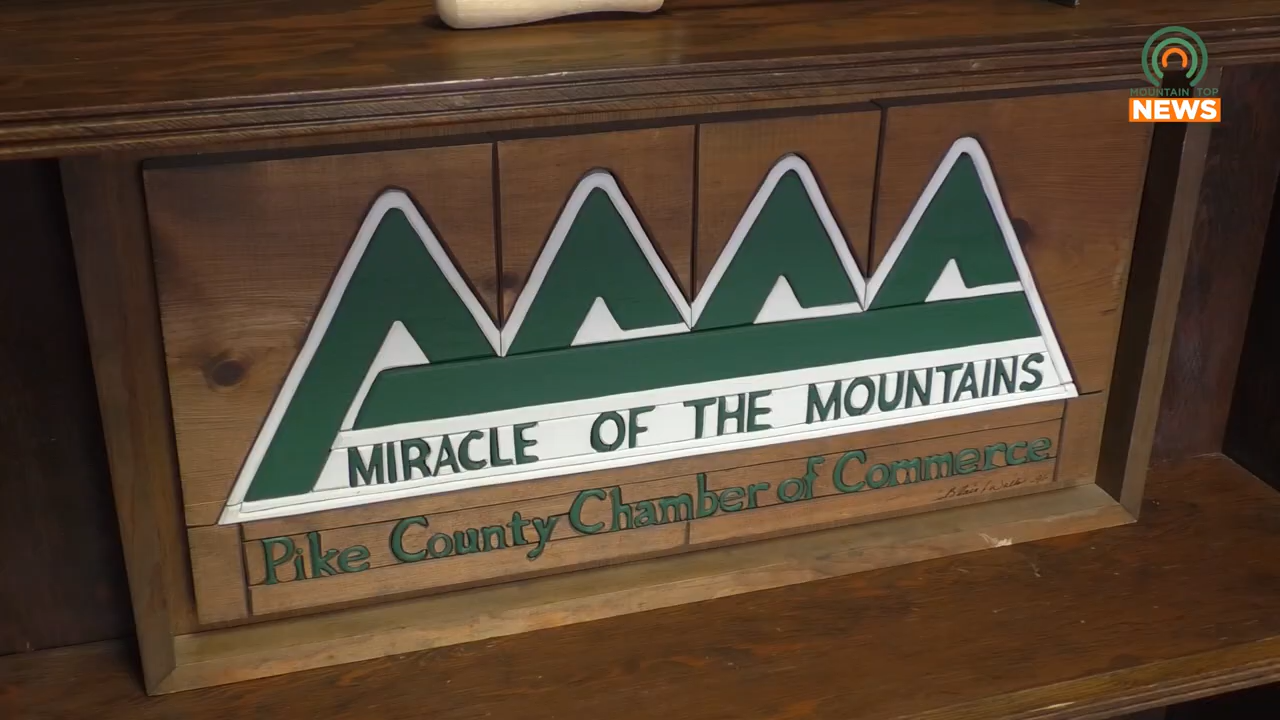 MOUNTAIN TOP
NEWS
MIRACLE OF THE MOUNTAINS
Pike County Chamber of Commerce